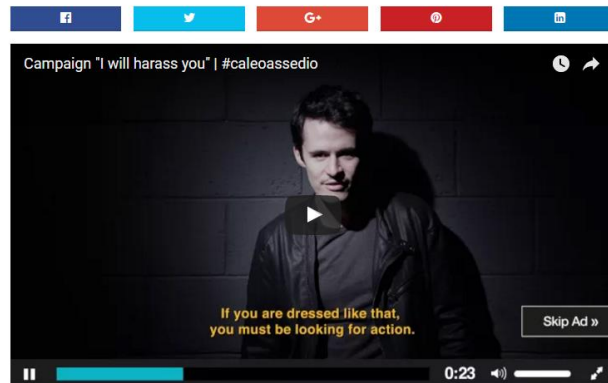 f
G+
in
Campaign "I will harass you" | #caleoassedio
If you are dressed like that,
you must be looking for action.
Skip Ad »
0:23